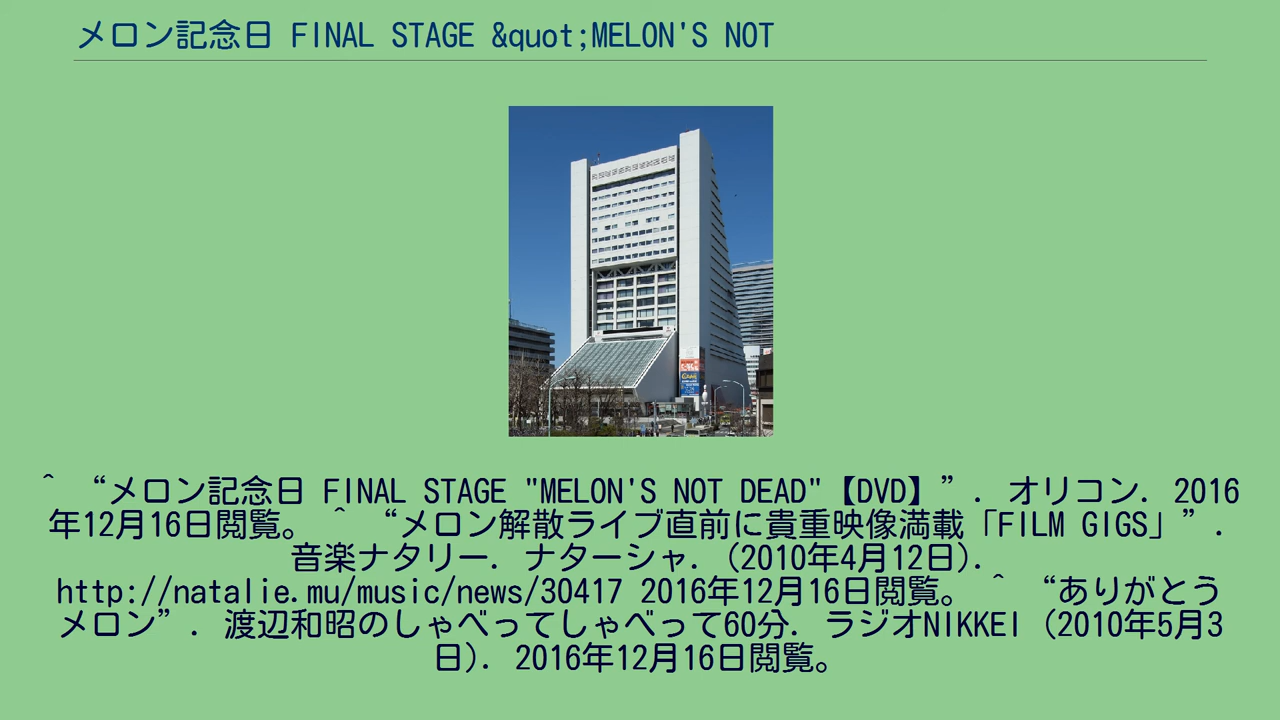 メロン記念日 FINAL STAGE &quot;MELON'S NOT
^ “メロン記念日 FINAL STAGE "MELON'S NOT DEAD"【DVD】”. オリコン. 2016
年12月16日閲覧。 ^ “メロン解散ライブ直前に貴重映像満載「FILM GIGS」”.
音楽ナタリー. ナターシャ. (2010年4月12日).
http://natalie.mu/music/news/30417 2016年12月16日閲覧。 ^ “ありがとう
メロン”. 渡辺和昭のしゃべってしゃべって60分. ラジオNIKKEI (2010年5月3
日). 2016年12月16日閲覧。